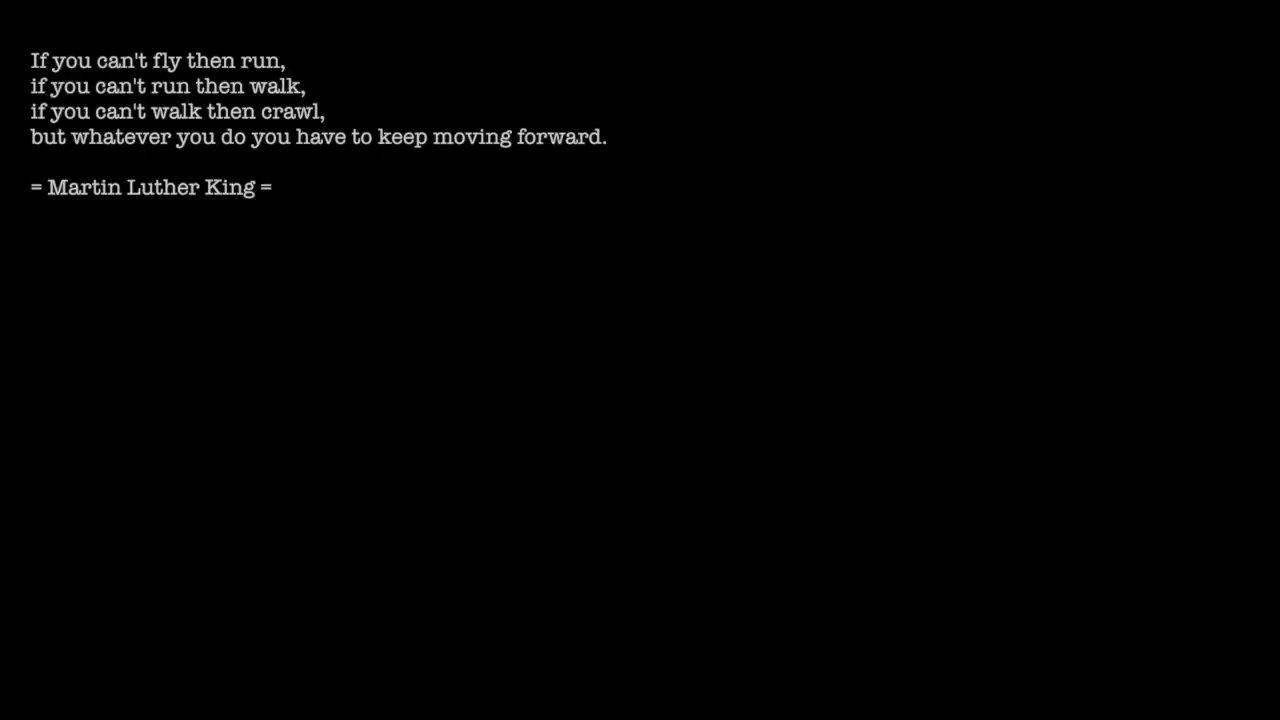 If you can't fly then run,
if you can't run then walk,
if you can't walk then crawl,
but whatever you do you have to keep moving forward.
= Martin Luther King =